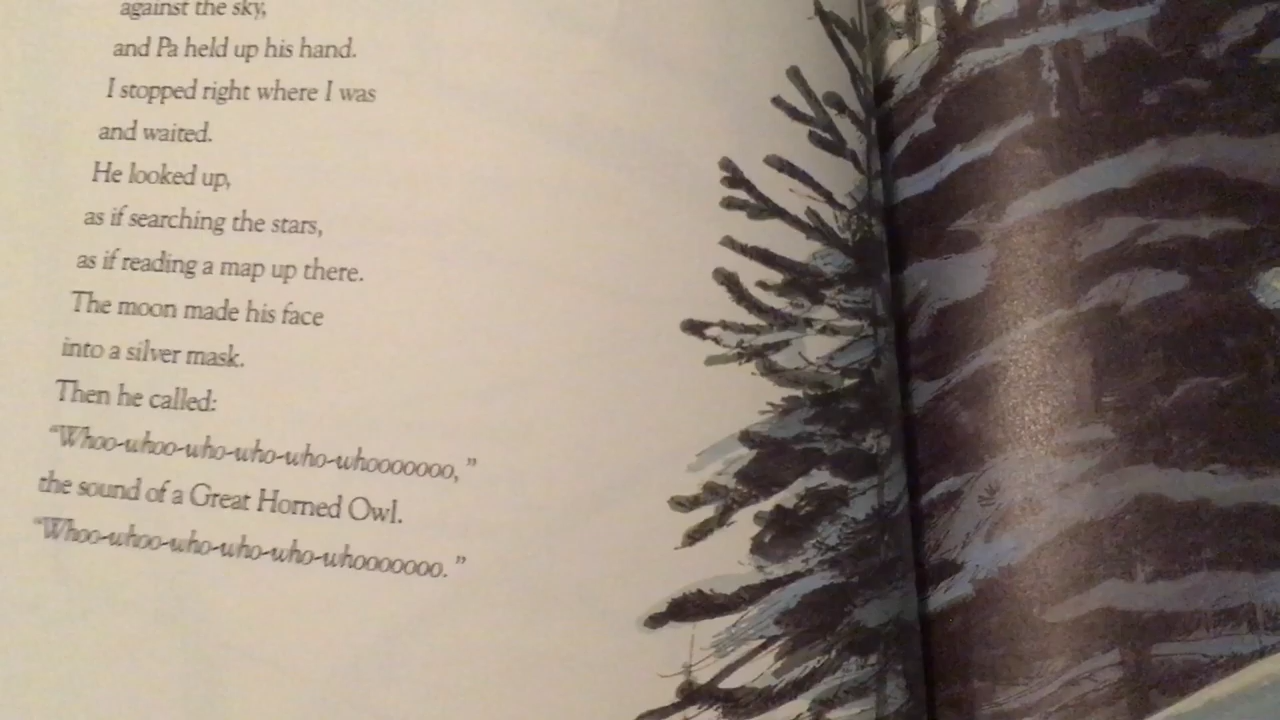 against the sky,
and Pa held up his hand.
I stopped right where I was
and waited.
He looked up,
as if searching the stars,
as if reading a map up there.
The moon made his face
into a silver mask.
Then he called:
“Whoo-whoo-who-who-who-whooooooo,”
the sound of a Great Horned Owl.
“Whoo-whoo-who-who-who-whooooooo.”